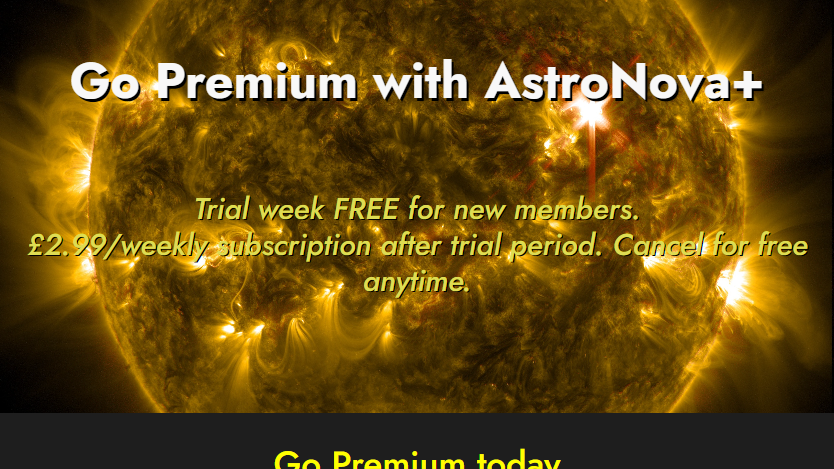 Go Premium with AstroNova+
Trial week FREE for new members.
£2.99/weekly subscription after trial period. Cancel for free
anytime.
Go Premium today